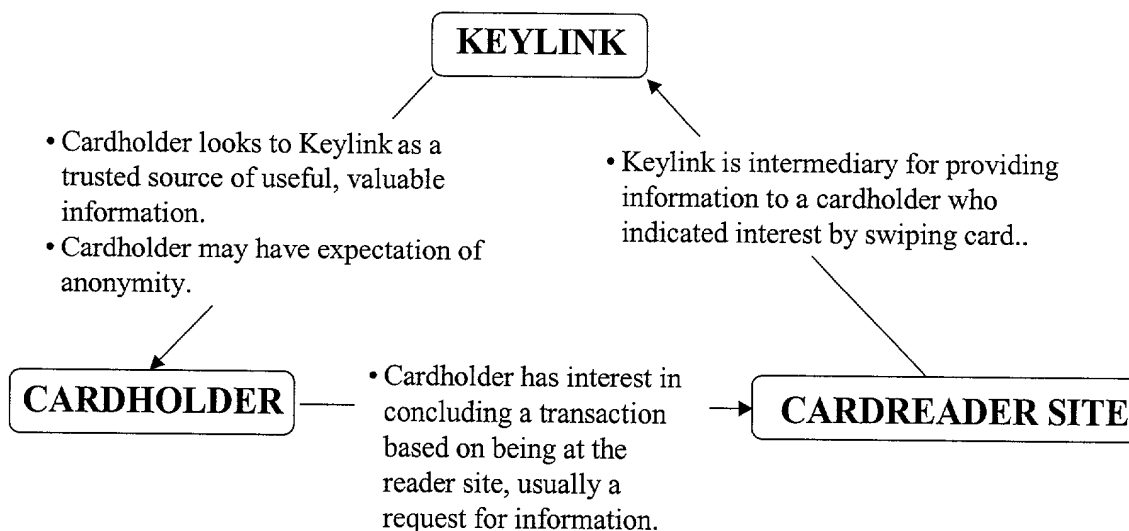 KEYLINK
• Cardholder looks to Keylink as a
trusted source of useful, valuable
information.
• Cardholder may have expectation of
anonymity.
• Keylink is intermediary for providing
information to a cardholder who
indicated interest by swiping card..
CARDHOLDER
• Cardholder has interest in
concluding a transaction
based on being at the
reader site, usually a
request for information.
CARDREADER SITE